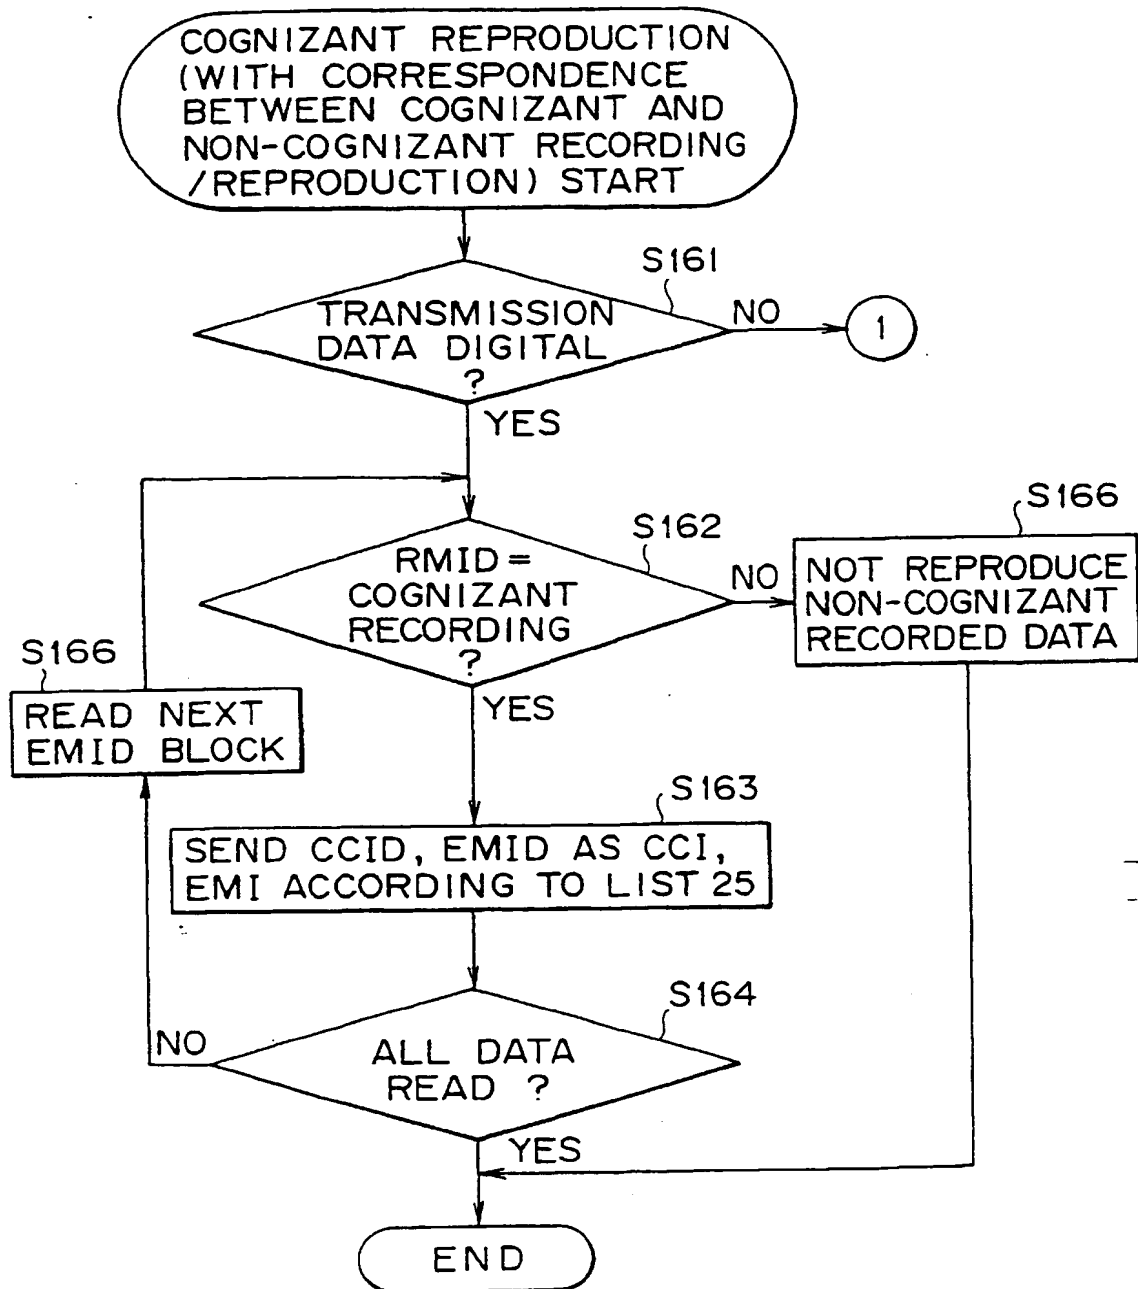 COGNIZANT REPRODUCTION
(WITH CORRESPONDENCE
BETWEEN COGNIZANT AND
NON-COGNIZANT RECORDING
/REPRODUCTION) START
S161
TRANSMISSION
DATA DIGITAL
?
NO
1
YES
S162
RMID =
COGNIZANT
RECORDING
?
NO
S166
NOT REPRODUCE
NON-COGNIZANT
RECORDED DATA
S166
READ NEXT
EMID BLOCK
YES
S163
SEND CCID, EMID AS CCI,
EMI ACCORDING TO LIST 25
S164
ALL DATA
READ ?
NO
YES
END